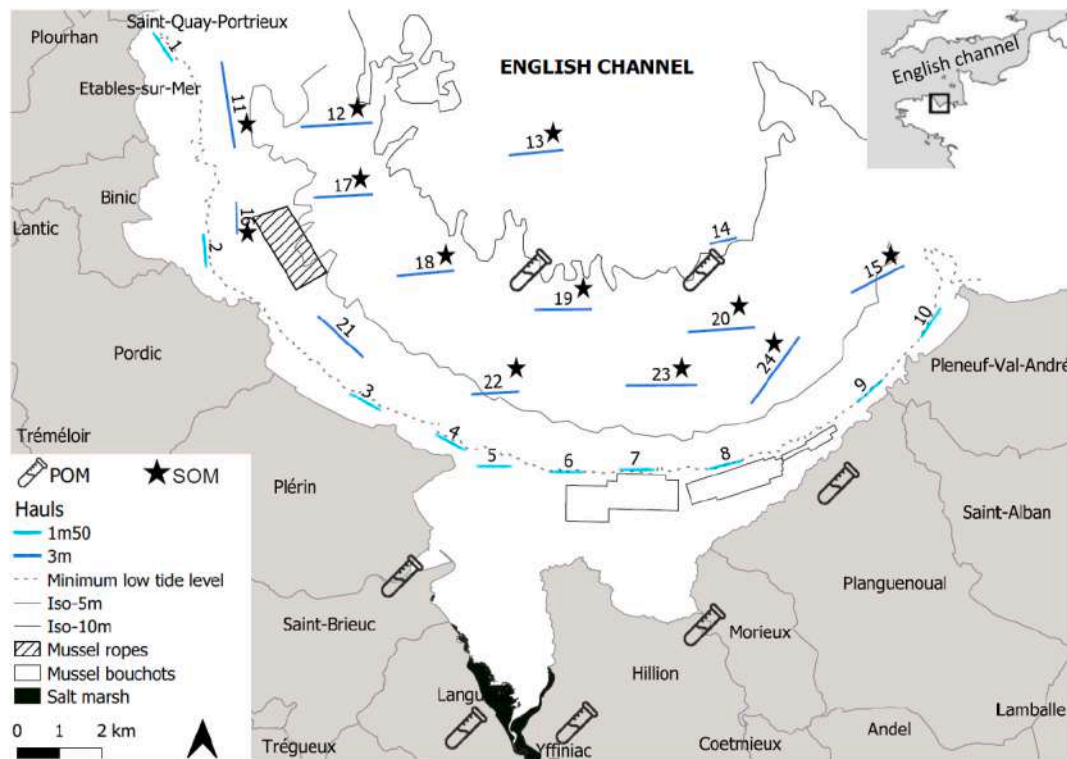 Saint-Quay-Portrieux
Plourhan
1
ENGLISH CHANNEL
English channel
Etables-sur-Mer
11
12
13
17
Binic
Lantic
16
2
14
18
15
19
20
10
21
Pordic
24
Pleneuf-Val-André
22
23
9
3
Tréméloir
4
5
6
7
8
POM
SOM
Plérin
Saint-Alban
Hauls
1m50
3m
Minimum low tide level
Iso-5m
Iso-10m
Mussel ropes
Mussel bouchots
Salt marsh
Planguenoual
Saint-Brieuc
Morieux
Hillion
Langu
Lamballe
0 1 2 km
Trégueux
Yffiniac
Coetmieux
Andel